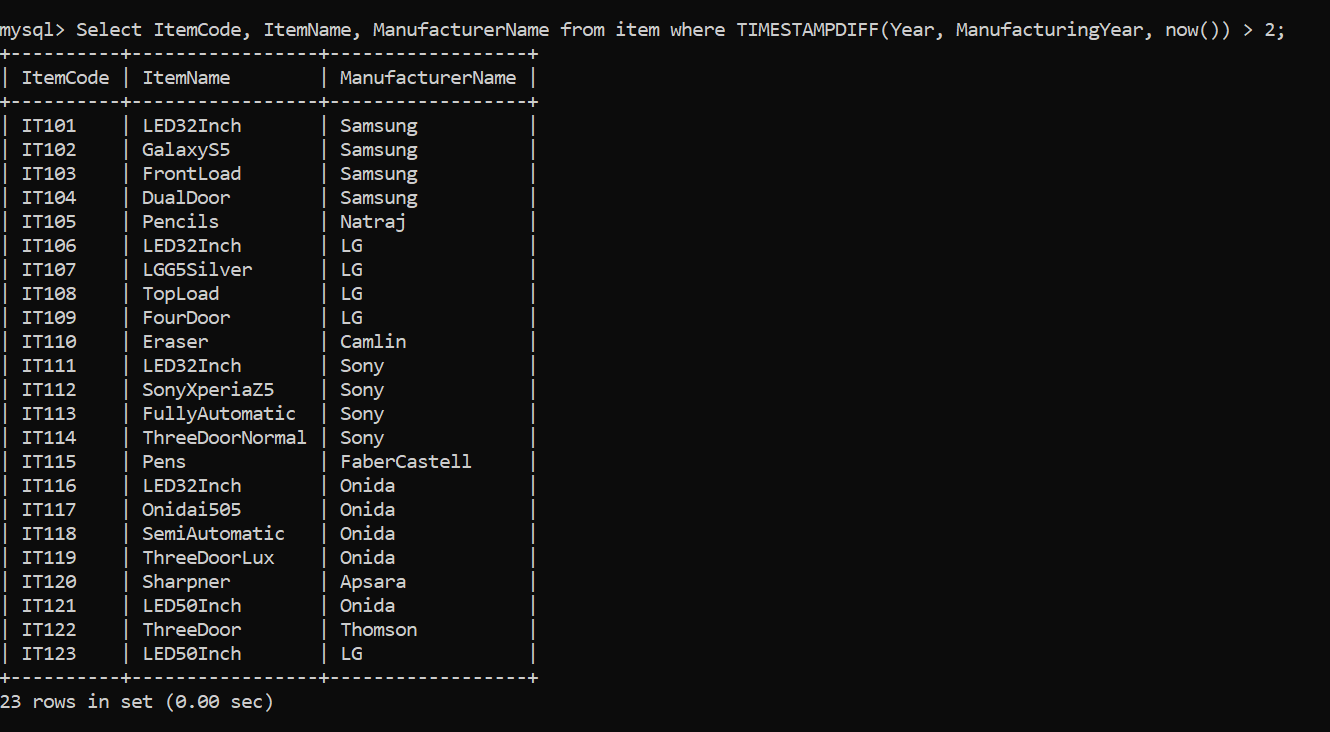 mysql> Select ItemCode, ItemName, ManufacturerName from item where TIMESTAMPDIFF(Year, ManufacturingYear, now()) > 2;
+----------+-----------------+------------------+
| ItemCode | ItemName        | ManufacturerName |
+----------+-----------------+------------------+
| IT101    | LED32Inch       | Samsung          |
| IT102    | GalaxyS5        | Samsung          |
| IT103    | FrontLoad       | Samsung          |
| IT104    | DualDoor        | Samsung          |
| IT105    | Pencils         | Natraj           |
| IT106    | LED32Inch       | LG               |
| IT107    | LGG5Silver      | LG               |
| IT108    | TopLoad         | LG               |
| IT109    | FourDoor        | LG               |
| IT110    | Eraser          | Camlin           |
| IT111    | LED32Inch       | Sony             |
| IT112    | SonyXperiaZ5    | Sony             |
| IT113    | FullyAutomatic  | Sony             |
| IT114    | ThreeDoorNormal | Sony             |
| IT115    | Pens            | FaberCastell     |
| IT116    | LED32Inch       | Onida            |
| IT117    | Onidai505       | Onida            |
| IT118    | SemiAutomatic   | Onida            |
| IT119    | ThreeDoorLux    | Onida            |
| IT120    | Sharpner        | Apsara           |
| IT121    | LED50Inch       | Onida            |
| IT122    | ThreeDoor       | Thomson          |
| IT123    | LED50Inch       | LG               |
+----------+-----------------+------------------+
23 rows in set (0.00 sec)